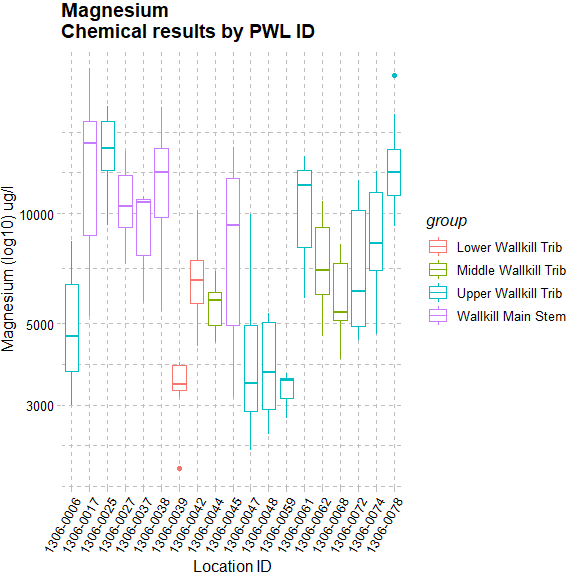 Magnesium
Chemical results by PWL ID
Magnesium (log10) ug/l
10000
5000
3000
1306-0006
1306-0017
1306-0025
1306-0027
1306-0037
1306-0038
1306-0039
1306-0042
1306-0044
1306-0045
1306-0047
1306-0048
1306-0059
1306-0061
1306-0062
1306-0068
1306-0072
1306-0074
1306-0078
Location ID
group
Lower Wallkill Trib
Middle Wallkill Trib
Upper Wallkill Trib
Wallkill Main Stem